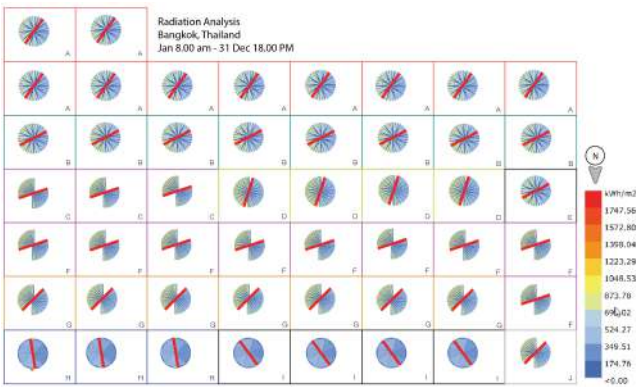 Radiation Analysis
Bangkok, Thailand
Jan 8.00 am - 31 Dec 18.00 PM
A A
A A A A A A A A
B B B B B B B B
C C C D D D D E
F F F F F F F F
G G G G G G G F
H H H I I I I J
N
kWh/m2
1747.56
1572.80
1398.04
1223.29
1048.53
873.78
524.27
349.51
174.76
<0.00